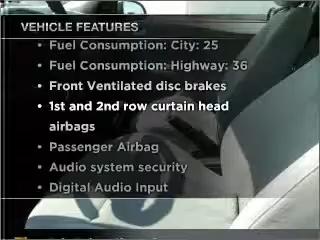 VEHICLE FEATURES
• Fuel Consumption: City: 25
• Fuel Consumption: Highway: 36
• Front Ventilated disc brakes
• 1st and 2nd row curtain head
airbags
• Passenger Airbag
• Audio system security
• Digital Audio Input